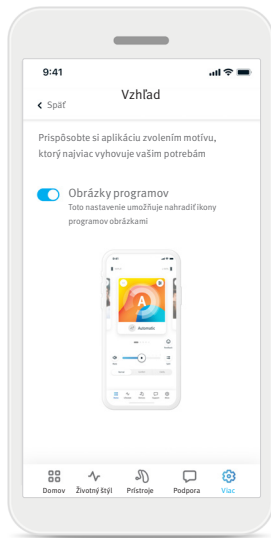 9:41
Vzhľad
Späť
Prispôsobte si aplikáciu zvolením motívu,
ktorý najviac vyhovuje vašim potrebám
Obrázky programov
Toto nastavenie umožňuje nahradiť ikony
programov obrázkami
A
Automatic
Domov Životný štýl Prístroje Podpora Viac